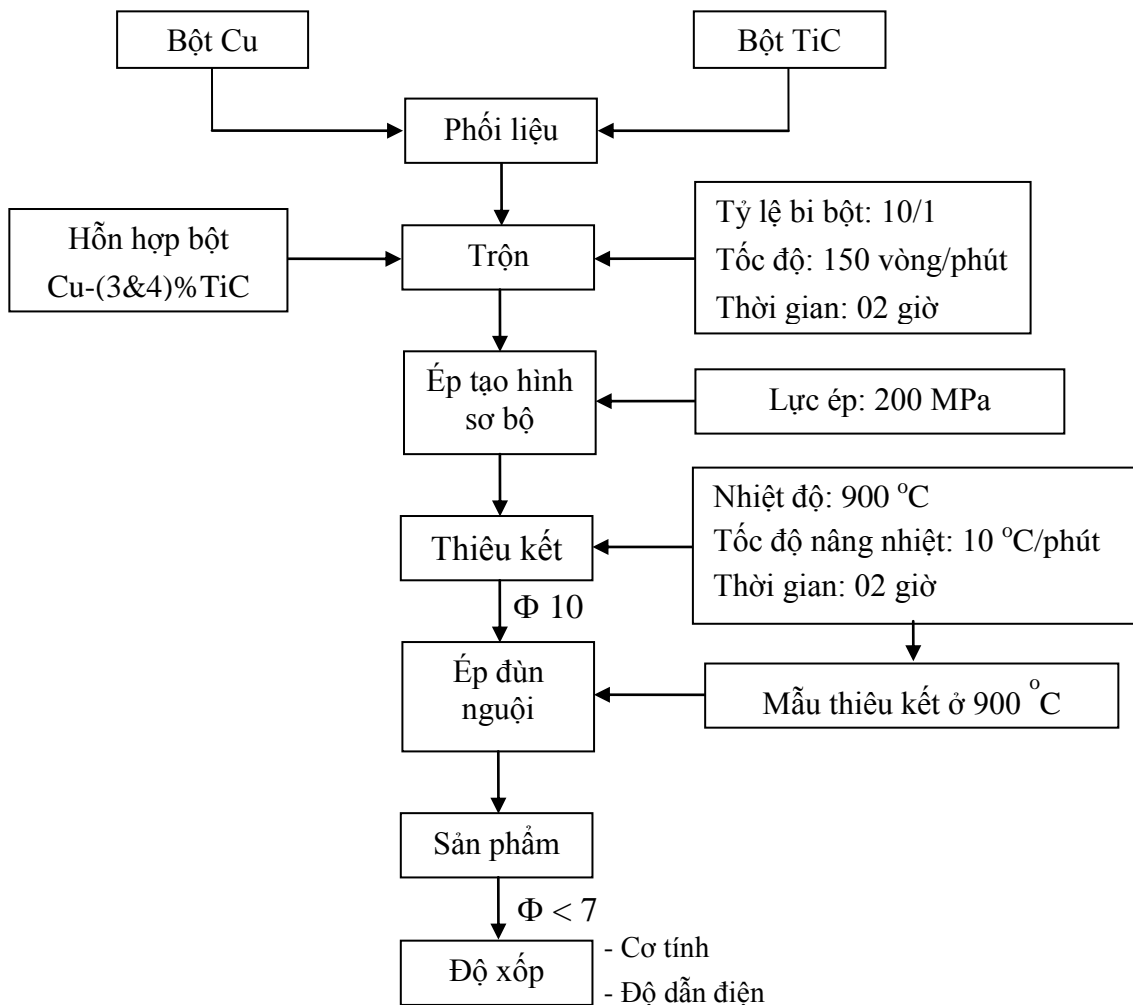 Bột Cu
Bột TiC
Phối liệu
Hỗn hợp bột
Cu-(3&4)%TiC
Trộn
Tỷ lệ bi bột: 10/1
Tốc độ: 150 vòng/phút
Thời gian: 02 giờ
Ép tạo hình
sơ bộ
Lực ép: 200 MPa
Thiêu kết
Nhiệt độ: 900 °C
Tốc độ nâng nhiệt: 10 °C/phút
Thời gian: 02 giờ
Φ 10
Ép đùn
nguội
Mẫu thiêu kết ở 900 °C
Sản phẩm
Φ < 7
Độ xốp
- Cơ tính
- Độ dẫn điện